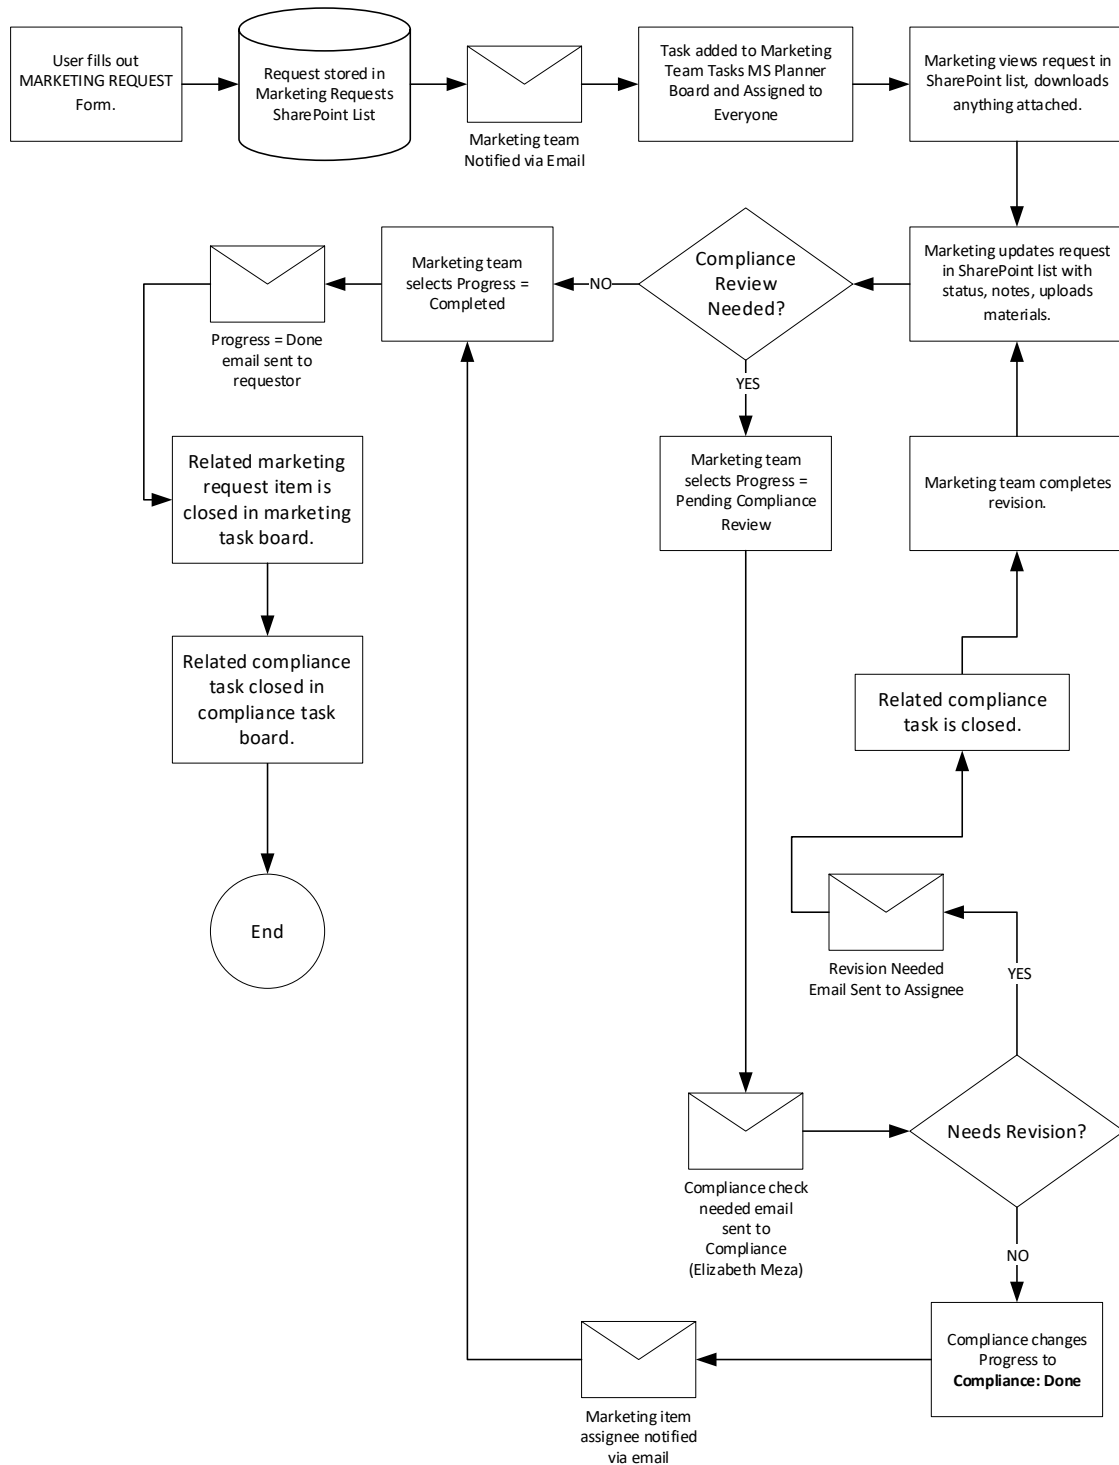 User fills out
MARKETING REQUEST
Form.
Request stored in
Marketing Requests
SharePoint List
Marketing team
Notified via Email
Task added to Marketing
Team Tasks MS Planner
Board and Assigned to
Everyone
Marketing views request in
SharePoint list, downloads
anything attached.
Marketing updates request
in SharePoint list with
status, notes, uploads
materials.
Compliance
Review
Needed?
NO
Marketing team
selects Progress =
Completed
Progress = Done
email sent to
requestor
YES
Related marketing
request item is
closed in marketing
task board.
Marketing team
selects Progress =
Pending Compliance
Review
Marketing team completes
revision.
Related compliance
task closed in
compliance task
board.
Related compliance
task is closed.
End
Revision Needed
Email Sent to Assignee
YES
Needs Revision?
Compliance check
needed email
sent to
Compliance
(Elizabeth Meza)
NO
Compliance changes
Progress to
Compliance: Done
Marketing item
assignee notified
via email